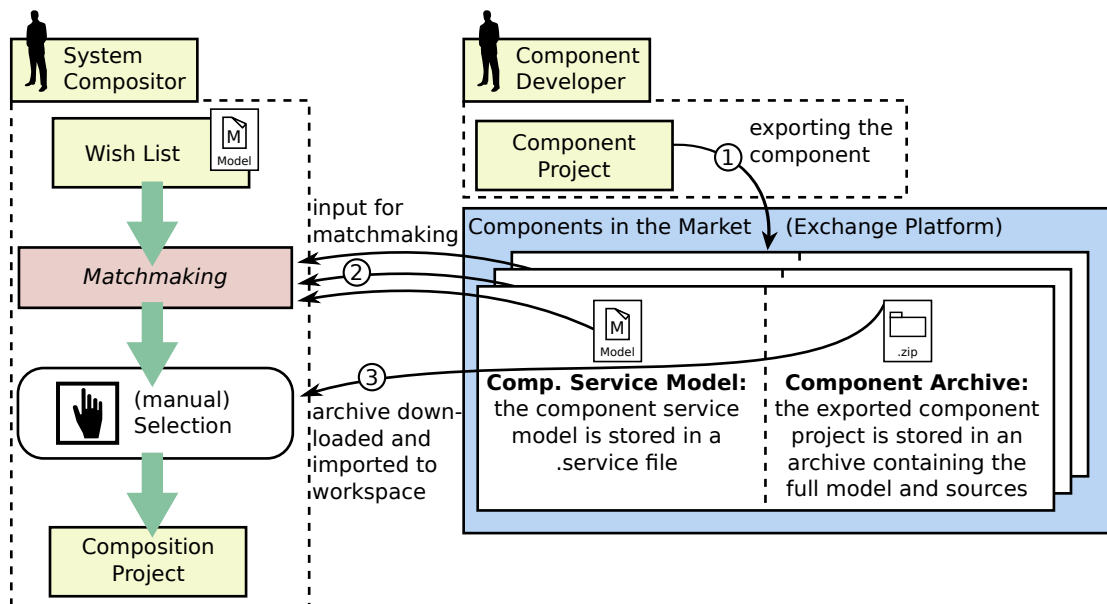 System
Compositor
Wish List
M
Model
Matchmaking
(manual)
Selection
Composition
Project
input for
matchmaking
2
3
archive down-
loaded and
imported to
workspace
Component
Developer
Component
Project
1
exporting the
component
Components in the Market (Exchange Platform)
M
Model
Comp. Service Model:
the component service
model is stored in a
.service file
.zip
Component Archive:
the exported component
project is stored in an
archive containing the
full model and sources